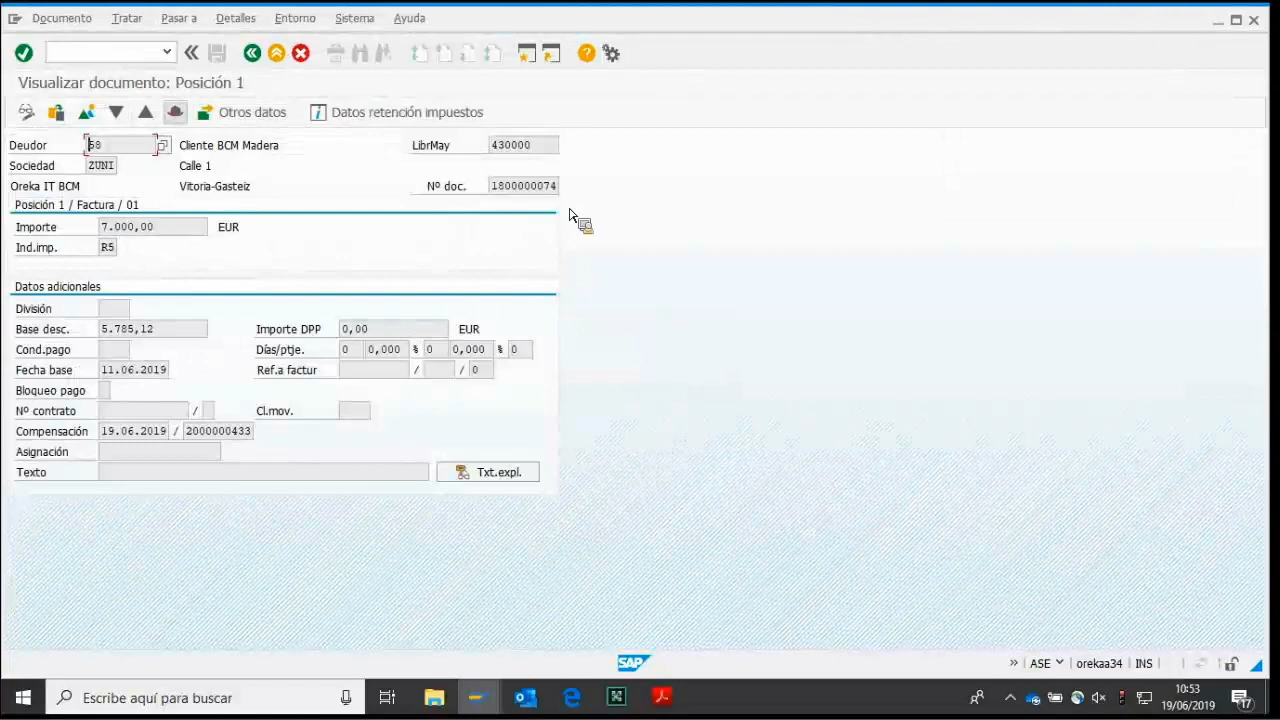 Documento Tratar Pasar a Detalles Entorno Sistema Ayuda
Visualizar documento: Posición 1
Otros datos Datos retención impuestos
Deudor 58 Cliente BCM Madera LibrMay 430000
Sociedad ZUNI Calle 1
Oreka IT BCM Vitoria-Gasteiz Nº doc. 1800000074
Posición 1 / Factura / 01
Importe 7.000,00 EUR
Ind.imp. R5
Datos adicionales
División
Base desc. 5.785,12 Importe DPP 0,00 EUR
Cond.pago Días/ptje. 0 0,000 % 0 0,000 % 0
Fecha base 11.06.2019 Ref.a factur / / 0
Bloqueo pago
Nº contrato / Cl.mov.
Compensación 19.06.2019 / 2000000433
Asignación
Texto Txt.expl.
SAP » ASE orekaa34 INS
Escribe aquí para buscar 10:53
19/06/2019 17